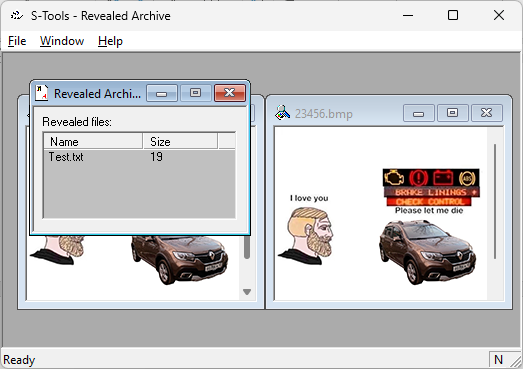 S-Tools - Revealed Archive
File Window Help
Revealed Archi...
Revealed files:
Name Size
Test.txt 19
23456.bmp
I love you
ABS
BRAKE LININGS +
CHECK CONTROL
Please let me die
Ready N